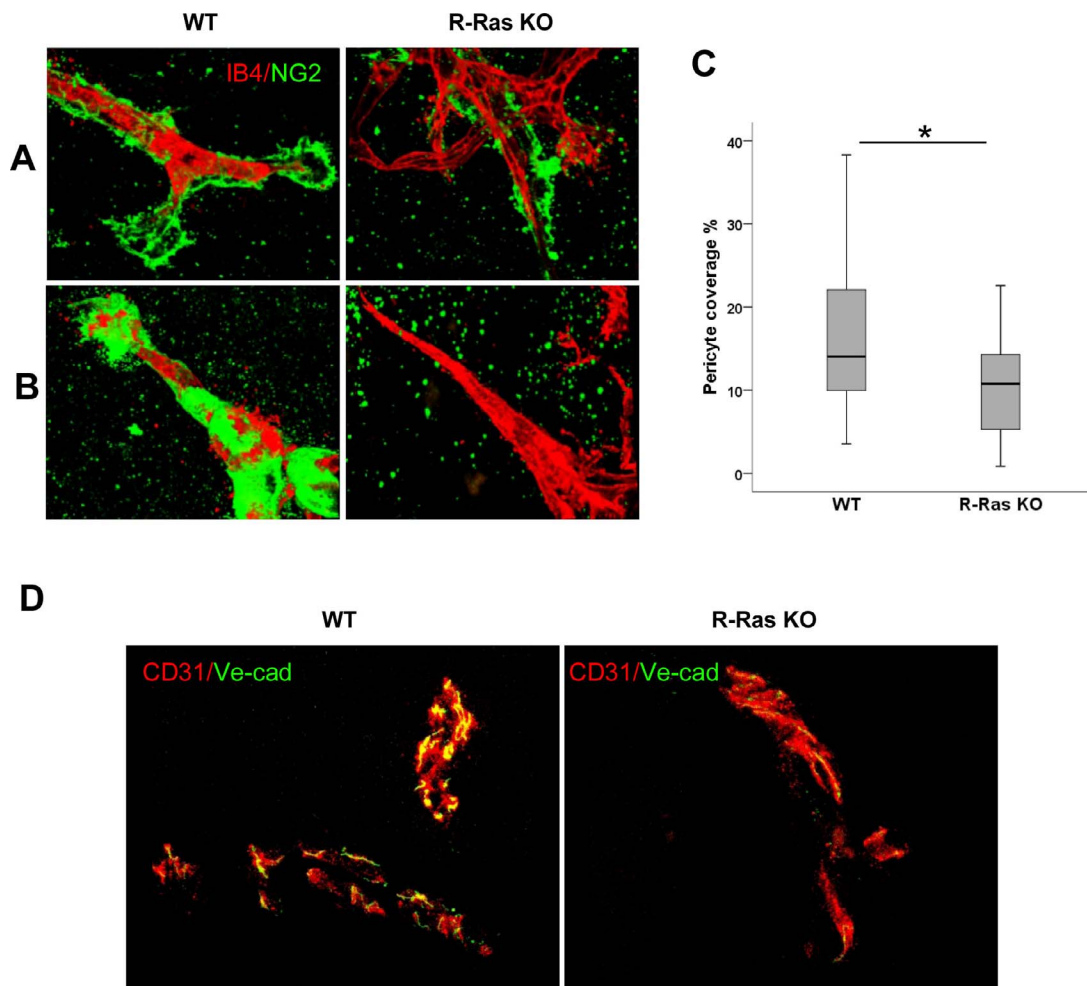 WT
R-Ras KO
IB4/NG2
A
B
C
*
40
30
20
10
0
Pericyte coverage %
WT
R-Ras KO
D
WT
R-Ras KO
CD31/Ve-cad
CD31/Ve-cad